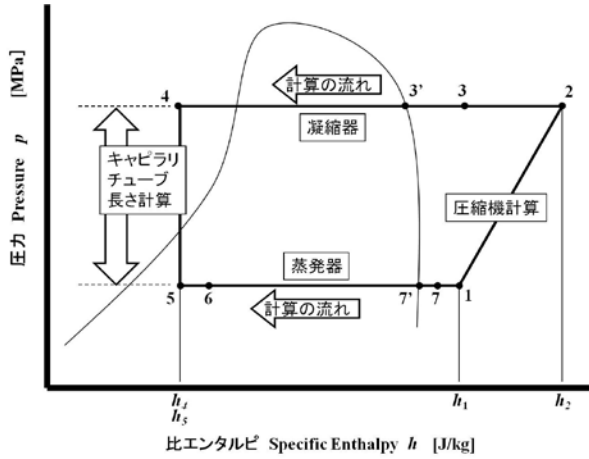 圧力 Pressure p [MPa]
計算の流れ
4
3’
3
2
凝縮器
キャピラリ
チューブ
長さ計算
圧縮機計算
蒸発器
5
6
7’
7
1
計算の流れ
h4
h5
h1
h2
比エンタルピ Specific Enthalpy h [J/kg]